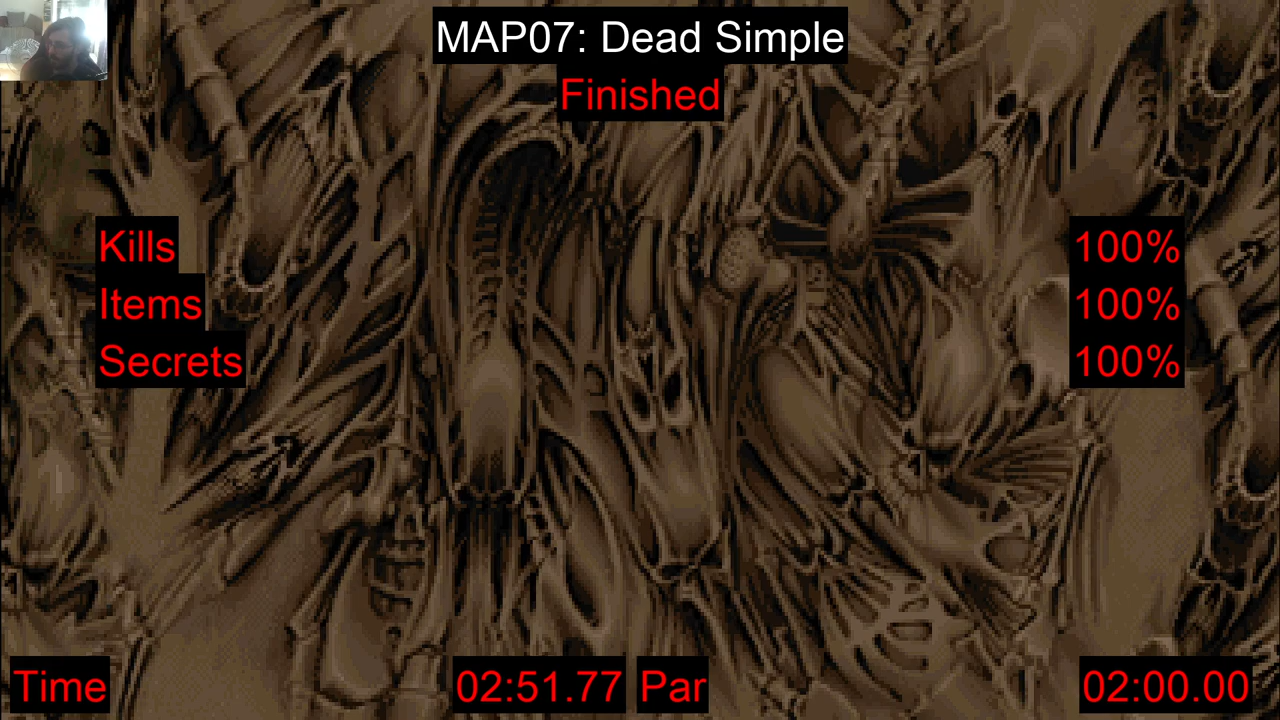 MAP07: Dead Simple
Finished
Kills 100%
Items 100%
Secrets 100%
Time 02:51.77 Par 02:00.00